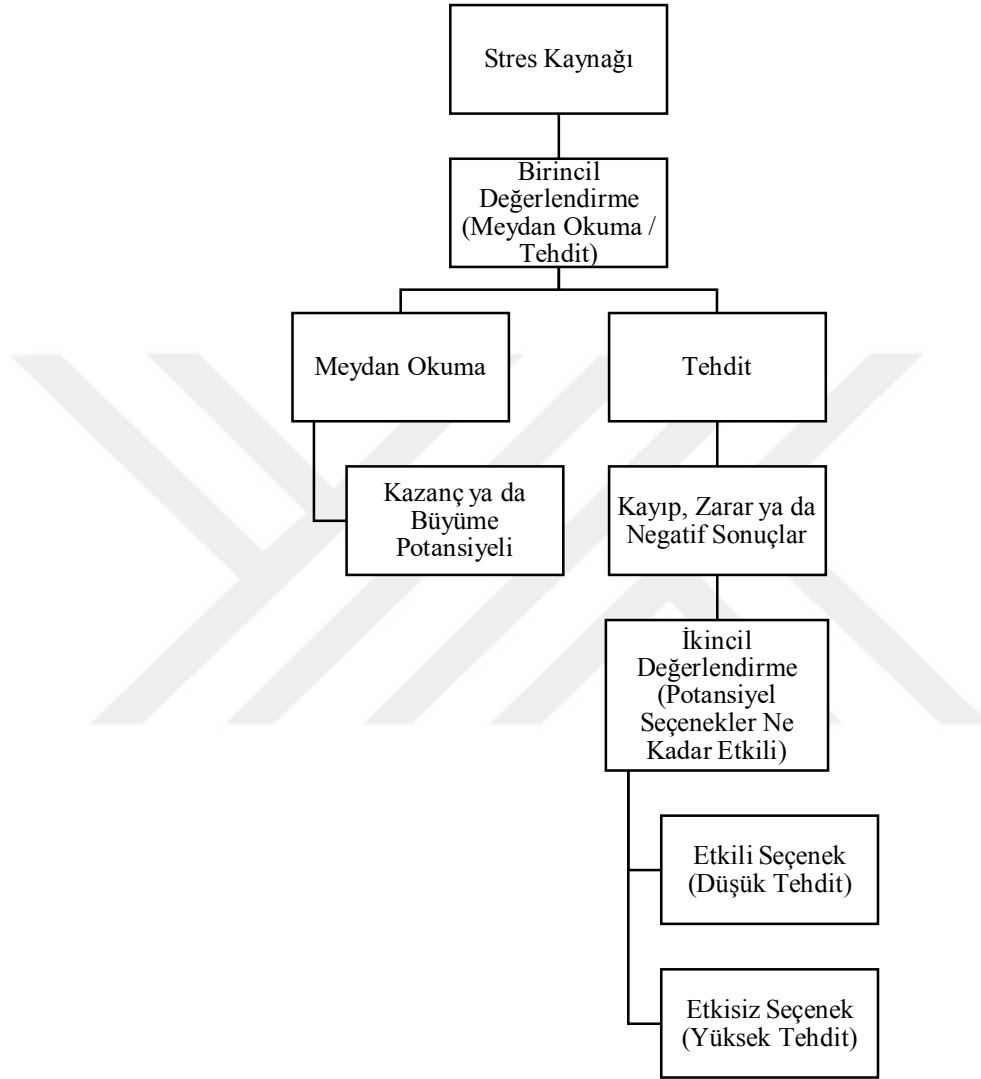 Stres Kaynağı
Birincil
Değerlendirme
(Meydan Okuma /
Tehdit)
Meydan Okuma
Tehdit
Kazanç ya da
Büyüme
Potansiyeli
Kayıp, Zarar ya da
Negatif Sonuçlar
İkincil
Değerlendirme
(Potansiyel
Seçenekler Ne
Kadar Etkili)
Etkili Seçenek
(Düşük Tehdit)
Etkisiz Seçenek
(Yüksek Tehdit)